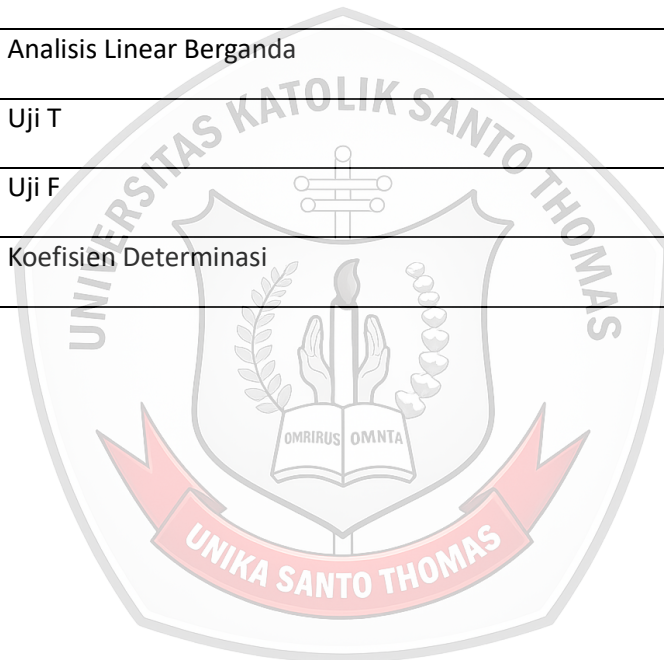 Analisis Linear Berganda
Uji T
Uji F
Koefisien Determinasi
UNIVERSITAS KATOLIK SANTO THOMAS
OMRIRUS OMNTA
UNIKA SANTO THOMAS